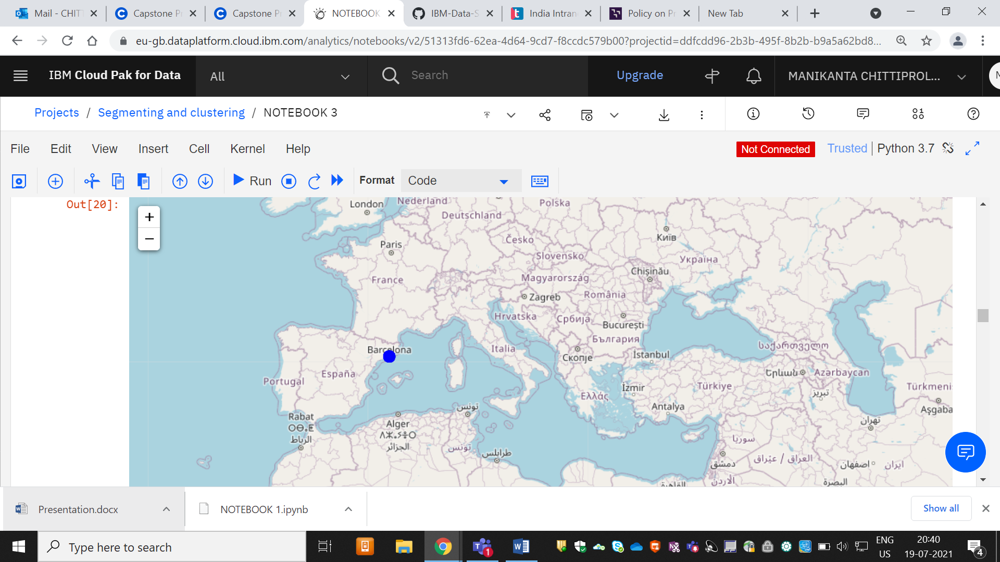 Mail - CHIT
Capstone Pr
Capstone Pr
NOTEBOOK
IBM-Data-S
India Intran
Policy on Pr
New Tab
eu-gb.dataplatform.cloud.ibm.com/analytics/notebooks/v2/51313fd6-62ea-4d64-9cd7-f8ccdc579b00?projectid=ddfcdd96-2b3b-495f-8b2b-b9a5a62bd8...
IBM Cloud Pak for Data
All
Search
Upgrade
MANIKANTA CHITTIPROL...
Projects / Segmenting and clustering / NOTEBOOK 3
File Edit View Insert Cell Kernel Help
Not Connected
Trusted
Python 3.7
Run
Format
Code
Out[20]:
+
−
London
Nederland
Polska
Deutschland
Київ
Česko
Paris
Slovensko
Україна
Chișinău
France
Magyarország
Zagreb
România
Hrvatska
Србија
București
България
Barcelona
Italia
Скопје
İstanbul
საქართველო
España
Portugal
Երևան
Azərbaycan
İzmir
Türkiye
Türkmeni
Ελλάς
تبريز
تونس
Antalya
Aşgaba
Rabat
ⵔⴱⴰⵟ
الرباط
Alger
الجزائر
تهران
تونس
طرابلس
سوريا
دمشق
العراق / عێراق
اصفهان
ایران
الأردن
القاهرة
البصرة
Presentation.docx
NOTEBOOK 1.ipynb
Show all
Type here to search
1
ENG
US
20:40
19-07-2021
4